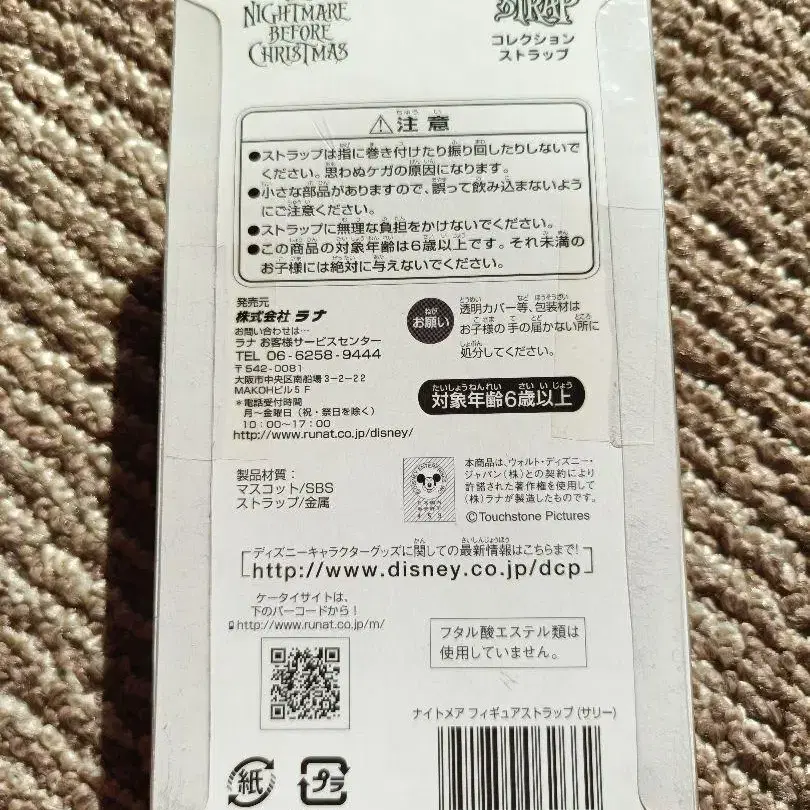 NIGHTMARE
BEFORE
CHRISTMAS
STRAP
コレクション
ストラップ
⚠注意
●ストラップは指に巻き付けたり振り回したりしないで
ください。思わぬケガの原因になります。
●小さな部品がありますので、誤って飲み込まないよう
にご注意ください。
●ストラップに無理な負担をかけないでください。
●この商品の対象年齢は6歳以上です。それ未満の
お子様には絶対に与えないでください。
発売元
株式会社 ラナ
お問い合わせは…
ラナ お客様サービスセンター
TEL 06-6258-9444
〒542-0081
大阪市中央区南船場3-2-22
MAKOHビル5F
*電話受付時間
月〜金曜日(祝・祭日を除く)
10:00〜17:00
http://www.runat.co.jp/disney/
お願い
透明カバー等、包装材は
お子様の手の届かない所に
処分してください。
たいしょうねんれい さいいじょう
対象年齢6歳以上
製品材質:
マスコット/SBS
ストラップ/金属
本商品は、ウォルト・ディズニー・
ジャパン(株)との契約により
許諾された著作権を使用して
(株)ラナが製造したものです。
©Touchstone Pictures
ディズニーキャラクターグッズに関しての最新情報はこちらまで!
http://www.disney.co.jp/dcp
ケータイサイトは、
下のバーコードから!
http://www.runat.co.jp/m/
フタル酸エステル類は
使用していません。
ナイトメア フィギュアストラップ(サリー)
紙
プラ